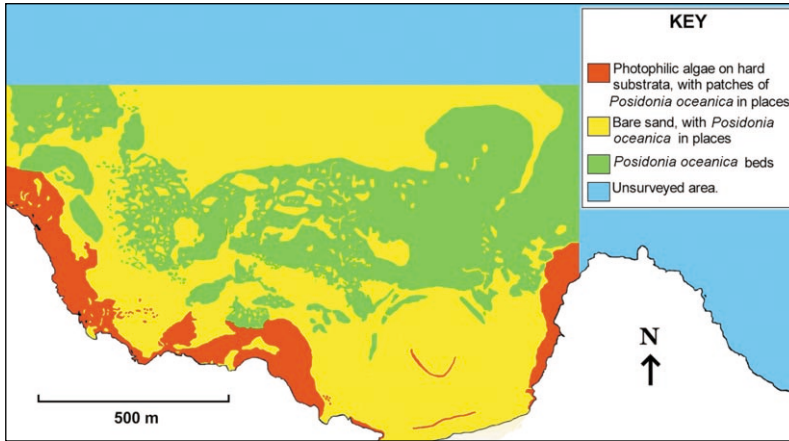 KEY
Photophilic algae on hard
substrata, with patches of
Posidonia oceanica in places
Bare sand, with Posidonia
oceanica in places
Posidonia oceanica beds
Unsurveyed area.
N
500 m